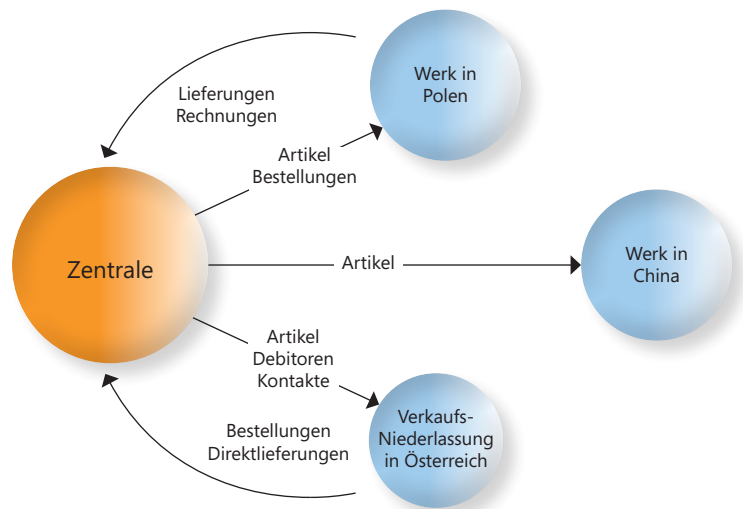 Werk in
Polen
Lieferungen
Rechnungen
Artikel
Bestellungen
Zentrale
Artikel
Werk in
China
Artikel
Debitoren
Kontakte
Verkaufs-
Niederlassung
in Österreich
Bestellungen
Direktlieferungen